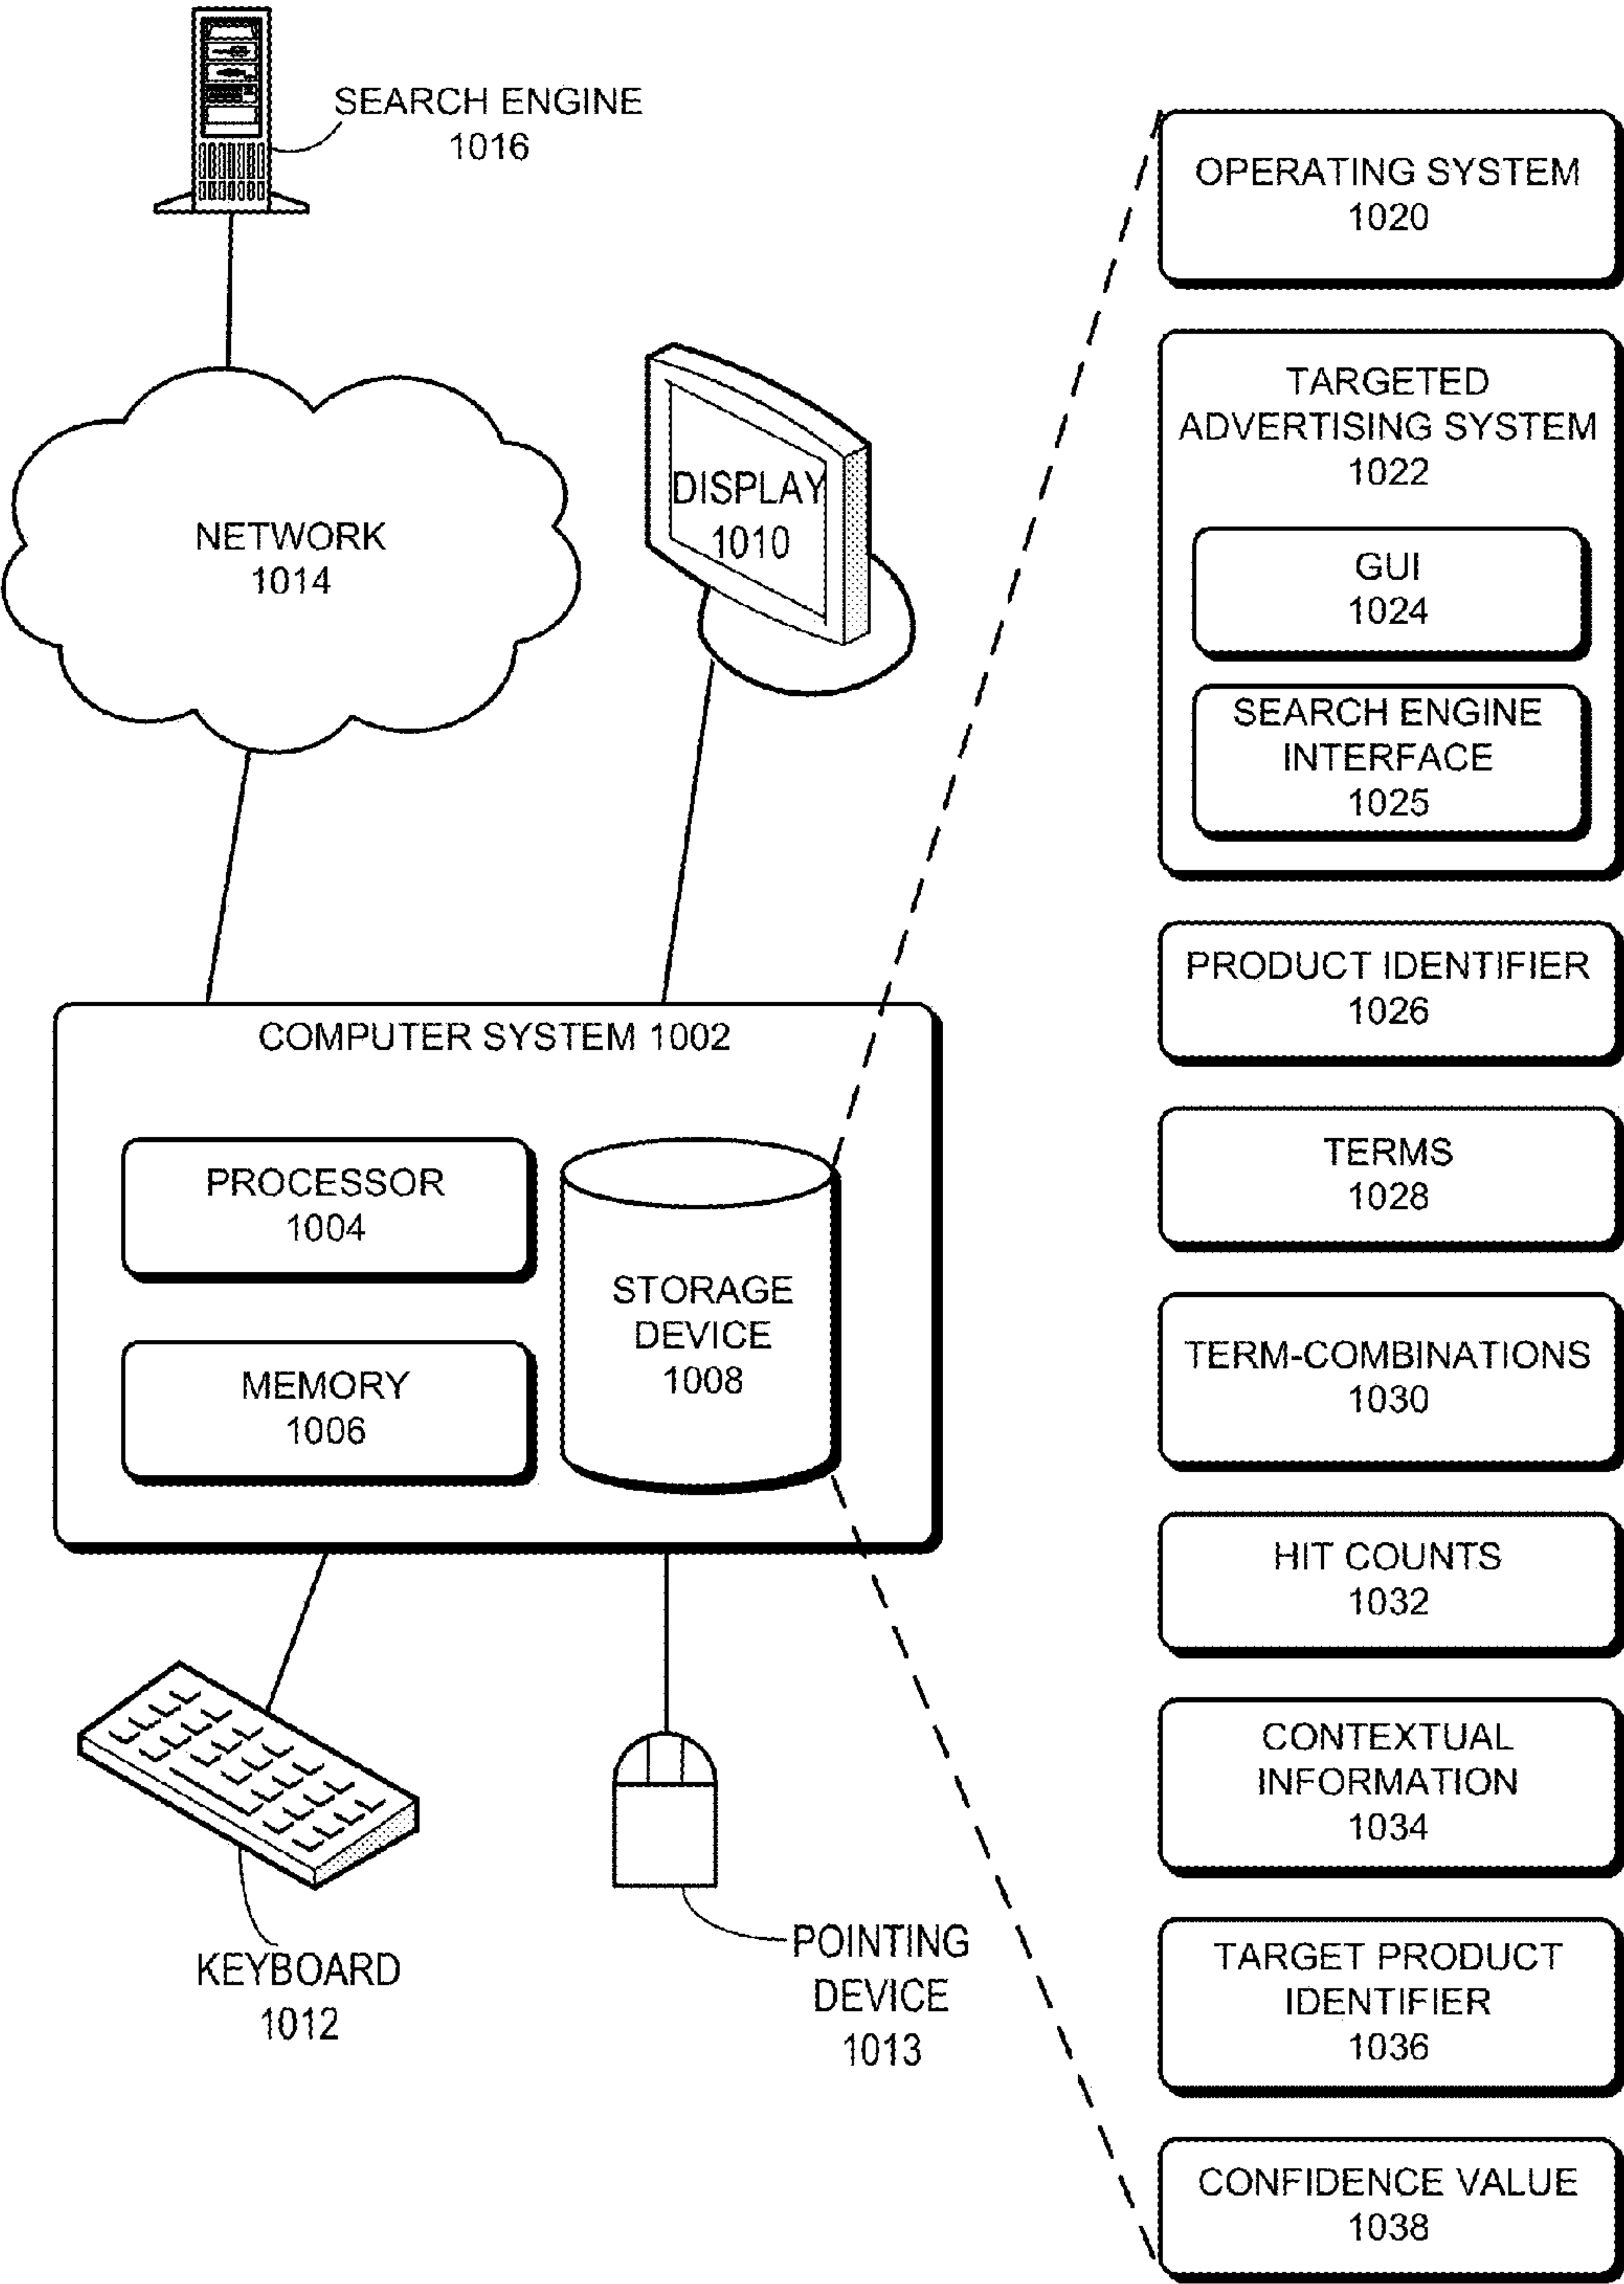 SEARCH ENGINE
1016
NETWORK
1014
DISPLAY
1010
COMPUTER SYSTEM 1002
PROCESSOR
1004
MEMORY
1006
STORAGE
DEVICE
1008
KEYBOARD
1012
POINTING
DEVICE
1013
OPERATING SYSTEM
1020
TARGETED
ADVERTISING SYSTEM
1022
GUI
1024
SEARCH ENGINE
INTERFACE
1025
PRODUCT IDENTIFIER
1026
TERMS
1028
TERM-COMBINATIONS
1030
HIT COUNTS
1032
CONTEXTUAL
INFORMATION
1034
TARGET PRODUCT
IDENTIFIER
1036
CONFIDENCE VALUE
1038